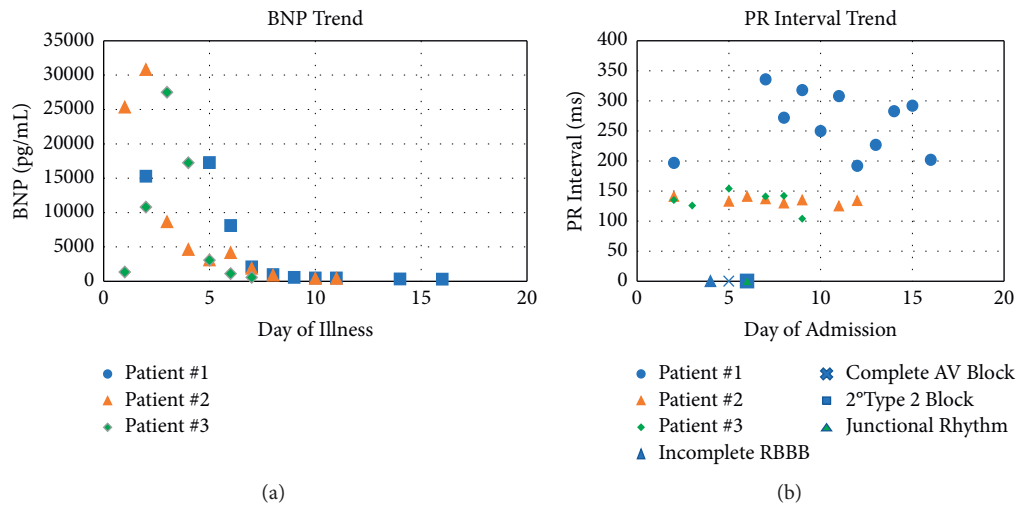 BNP Trend
35000
30000
25000
20000
15000
10000
5000
0
BNP (pg/mL)
0 5 10 15 20
Day of Illness
Patient #1
Patient #2
Patient #3
(a)
PR Interval Trend
400
350
300
250
200
150
100
50
0
PR Interval (ms)
0 5 10 15 20
Day of Admission
Patient #1
Patient #2
Patient #3
Incomplete RBBB
Complete AV Block
2°Type 2 Block
Junctional Rhythm
(b)